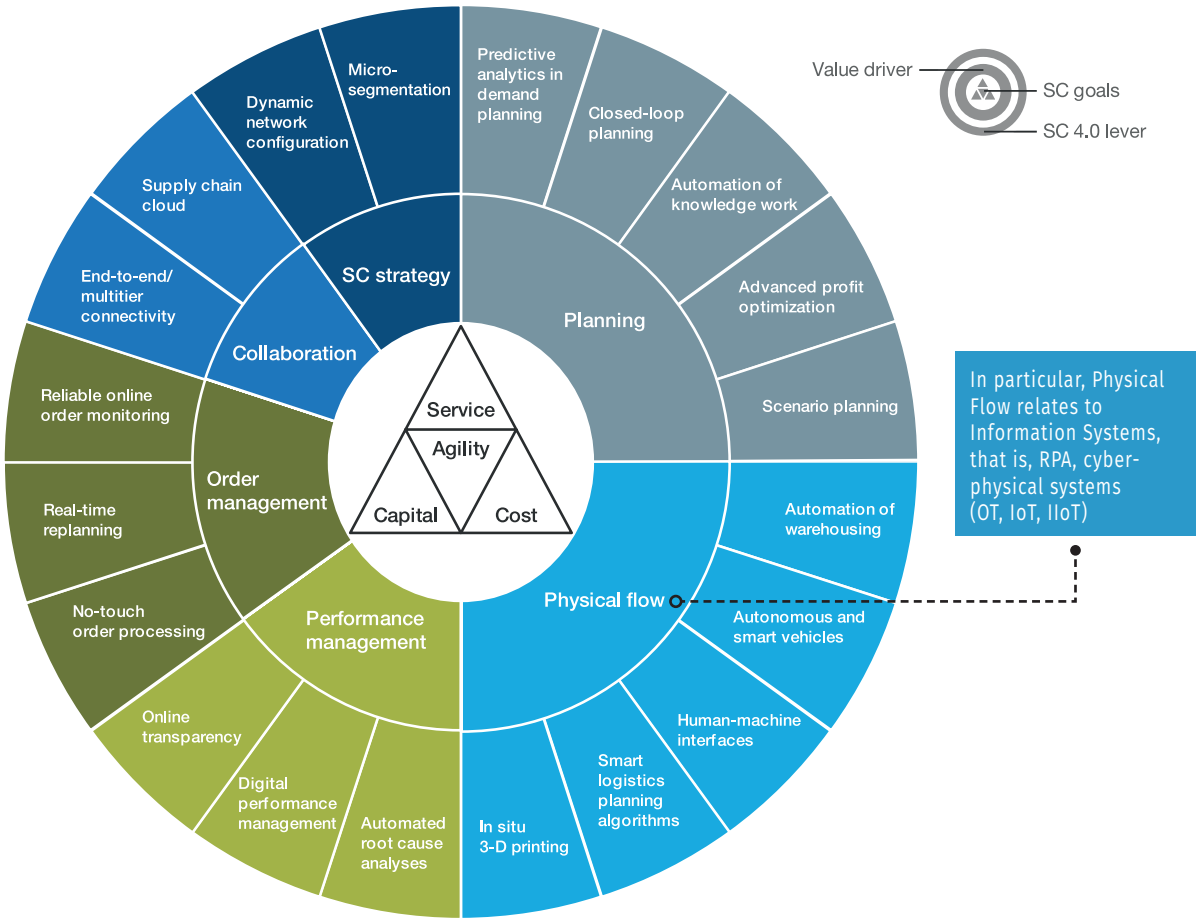 Micro-
segmentation
Dynamic
network
configuration
Supply chain
cloud
End-to-end/
multitier
connectivity
Reliable online
order monitoring
Real-time
replanning
No-touch
order processing
Online
transparency
Digital
performance
management
Automated
root cause
analyses
In situ
3-D printing
Smart
logistics
planning
algorithms
Human-machine
interfaces
Autonomous and
smart vehicles
Automation of
warehousing
Scenario planning
Advanced profit
optimization
Automation of
knowledge work
Closed-loop
planning
Predictive
analytics in
demand
planning
SC strategy
Collaboration
Order
management
Performance
management
Physical flow
Planning
Service
Agility
Capital
Cost
Value driver
SC goals
SC 4.0 lever
In particular, Physical
Flow relates to
Information Systems,
that is, RPA, cyber-
physical systems
(OT, IoT, IIoT)